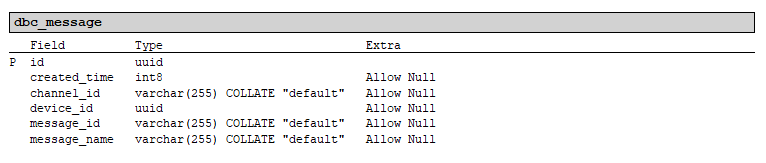 dbc_message
Field Type Extra
P id uuid
created_time int8 Allow Null
channel_id varchar(255) COLLATE "default" Allow Null
device_id uuid Allow Null
message_id varchar(255) COLLATE "default" Allow Null
message_name varchar(255) COLLATE "default" Allow Null